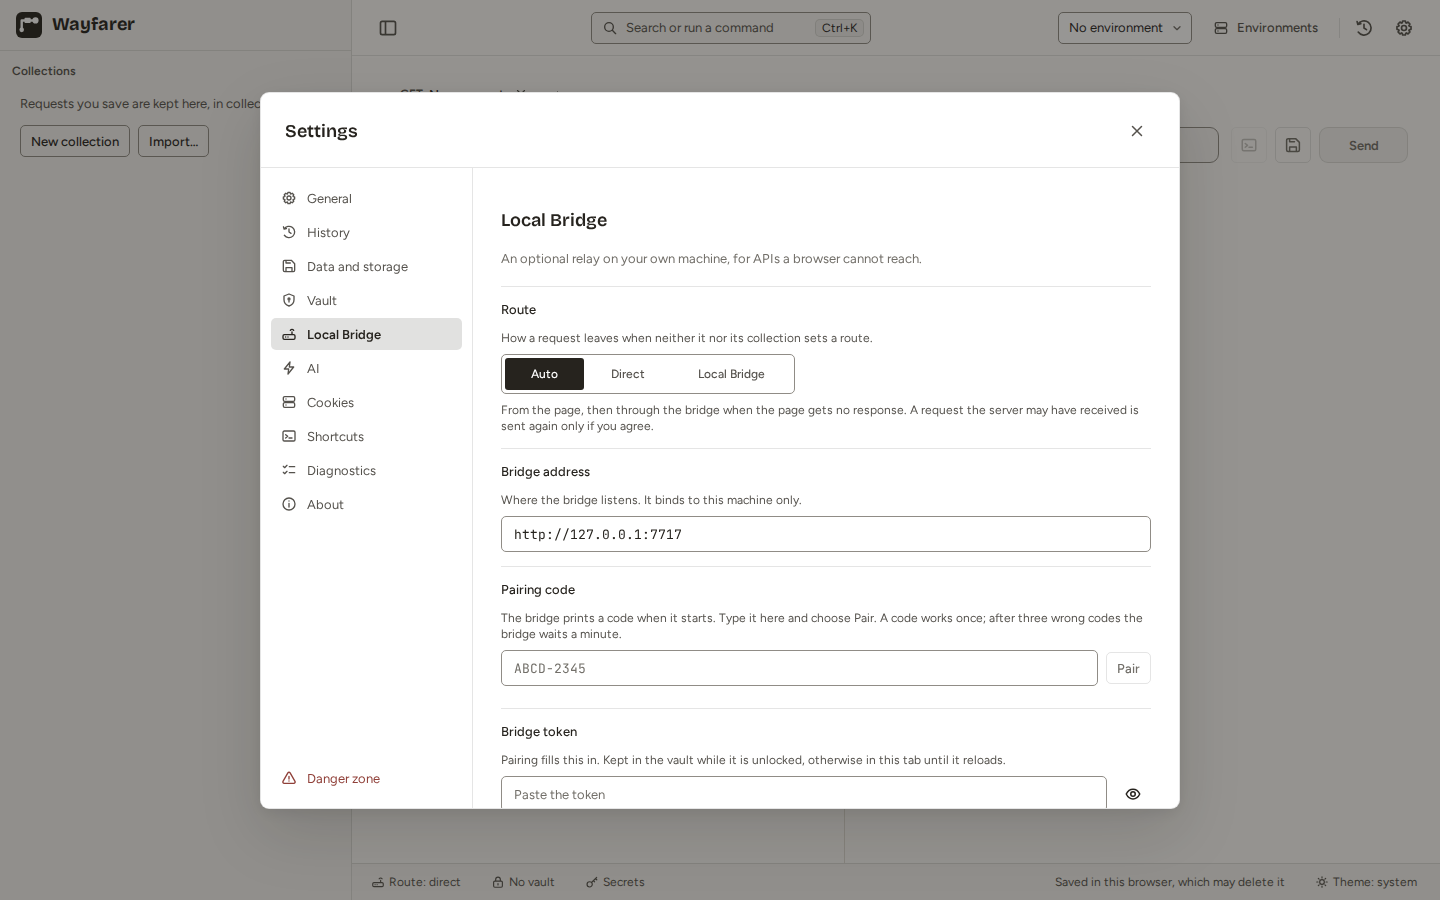 Wayfarer
Search or run a command
Ctrl+K
No environment
Environments
Collections
Requests you save are kept here, in collec
New collection
Import...
Send
Settings
General
History
Data and storage
Vault
Local Bridge
AI
Cookies
Shortcuts
Diagnostics
About
Danger zone
Local Bridge
An optional relay on your own machine, for APIs a browser cannot reach.
Route
How a request leaves when neither it nor its collection sets a route.
Auto
Direct
Local Bridge
From the page, then through the bridge when the page gets no response. A request the server may have received is
sent again only if you agree.
Bridge address
Where the bridge listens. It binds to this machine only.
http://127.0.0.1:7717
Pairing code
The bridge prints a code when it starts. Type it here and choose Pair. A code works once; after three wrong codes the
bridge waits a minute.
ABCD-2345
Pair
Bridge token
Pairing fills this in. Kept in the vault while it is unlocked, otherwise in this tab until it reloads.
Paste the token
Route: direct
No vault
Secrets
Saved in this browser, which may delete it
Theme: system